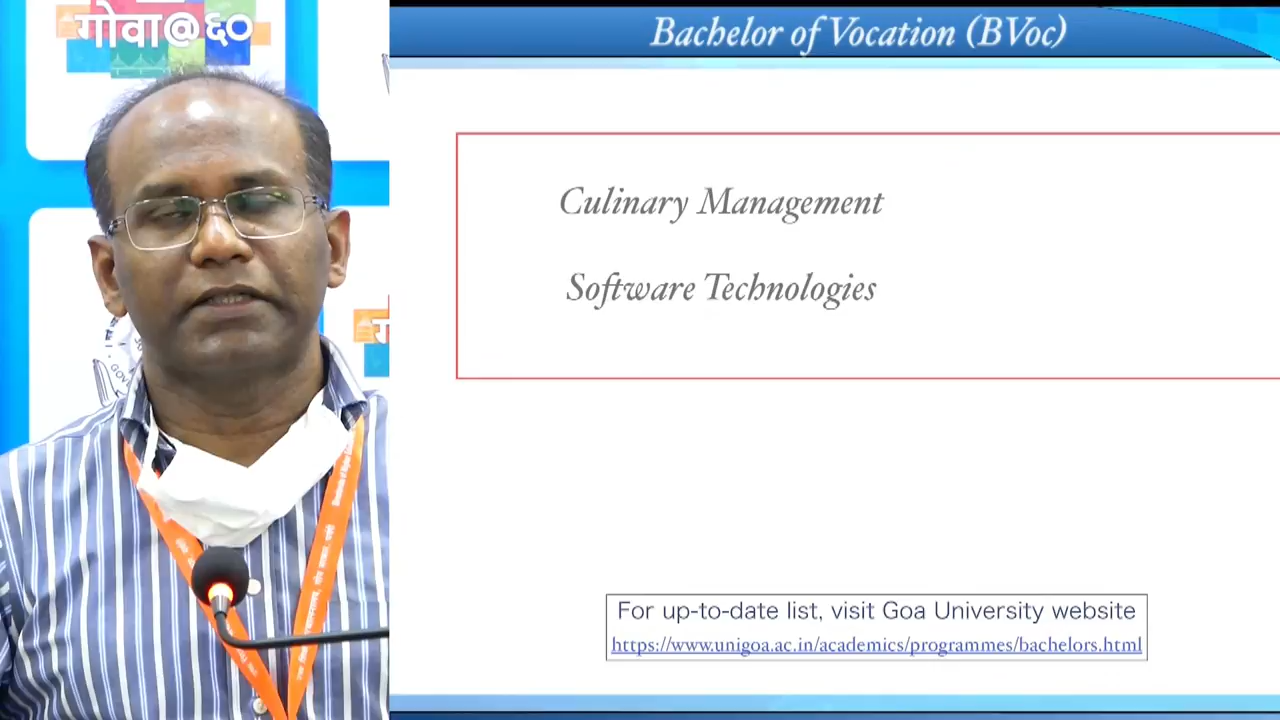 गोवा@६०
Bachelor of Vocation (BVoc)
Culinary Management
Software Technologies
For up-to-date list, visit Goa University website
https://www.unigoa.ac.in/academics/programmes/bachelors.html